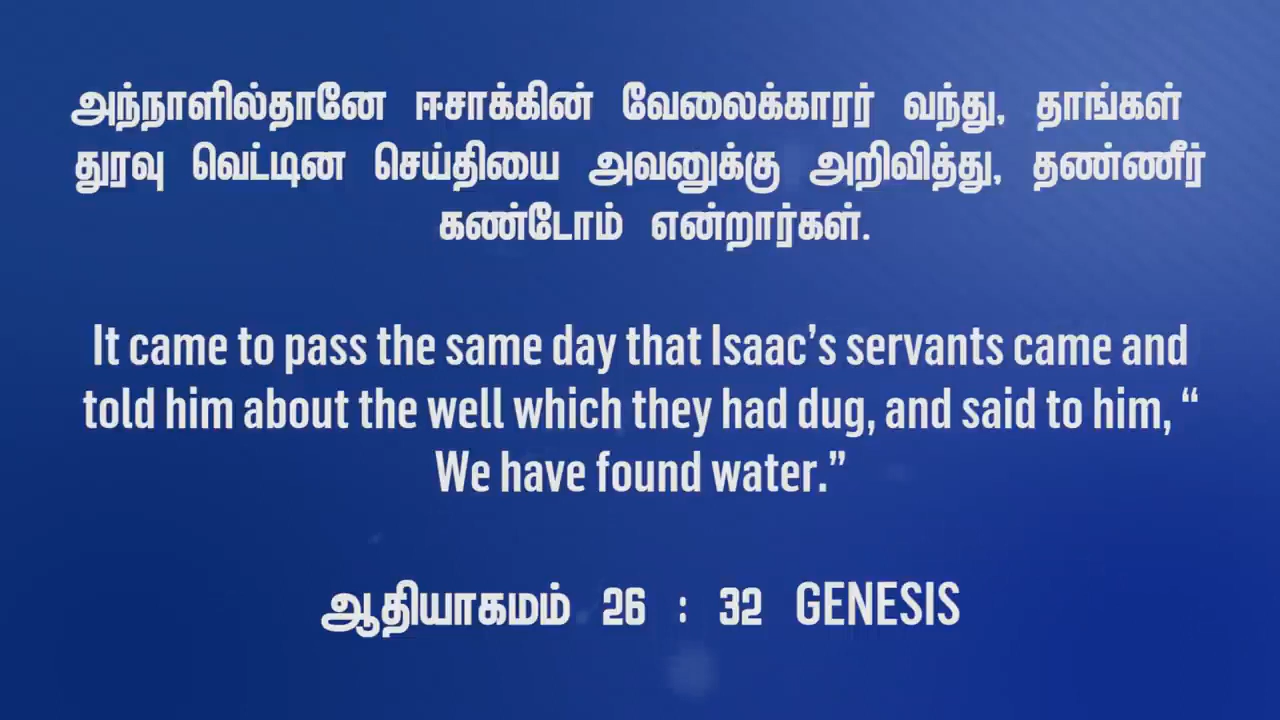 அந்நாளில்தானே ஈசாக்கின் வேலைக்காரர் வந்து, தாங்கள்
துரவு வெட்டின செய்தியை அவனுக்கு அறிவித்து, தண்ணீர்
கண்டோம் என்றார்கள்.
It came to pass the same day that Isaac’s servants came and
told him about the well which they had dug, and said to him, “
We have found water.”
ஆதியாகமம் 26 : 32 GENESIS